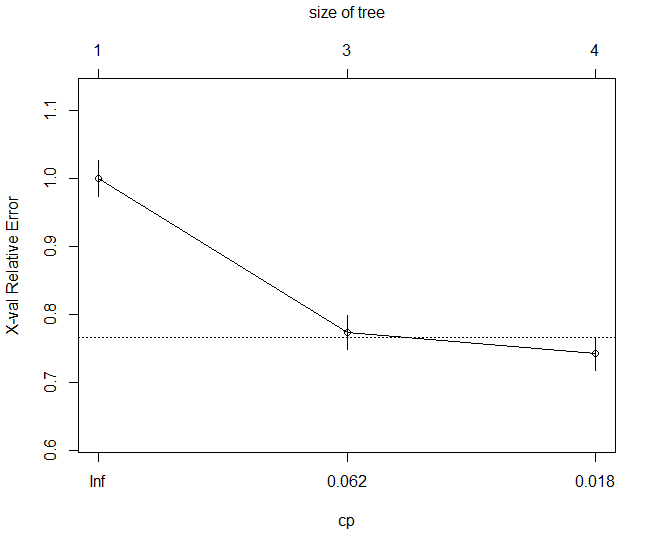 size of tree
1 3 4
1.1
1.0
0.9
0.8
0.7
0.6
X-val Relative Error
Inf 0.062 0.018
cp